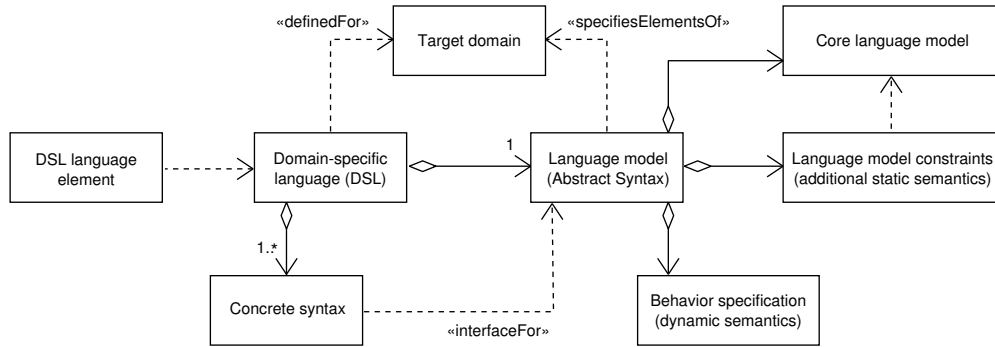 «definedFor»
«specifiesElementsOf»
Target domain
Core language model
DSL language
element
Domain-specific
language (DSL)
1
Language model
(Abstract Syntax)
Language model constraints
(additional static semantics)
1..*
Concrete syntax
«interfaceFor»
Behavior specification
(dynamic semantics)